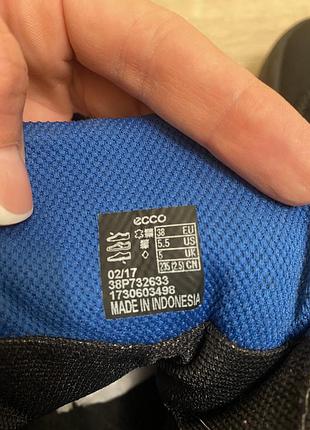 ecco
38 EU
5.5 US
5 UK
235 (2.5) CN
02/17
38P732633
1730603498
MADE IN INDONESIA